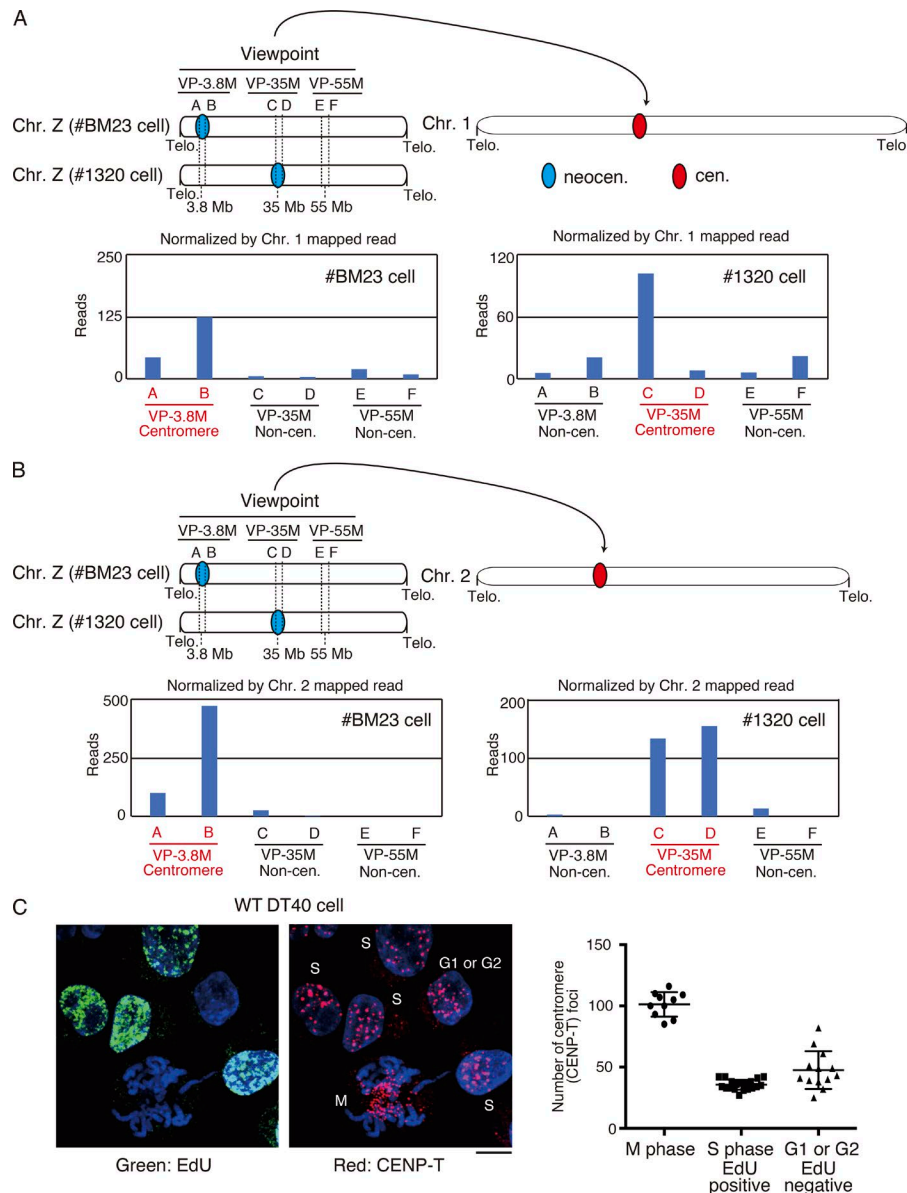 A
Viewpoint
VP-3.8M VP-35M VP-55M
A B C D E F
Chr. Z (#BM23 cell)
Telo.
Chr. 1
Telo.
Telo.
Chr. Z (#1320 cell)
Telo.
Telo.
3.8 Mb 35 Mb 55 Mb
neocen. cen.
Normalized by Chr. 1 mapped read
#BM23 cell
Reads
250
125
0
A B C D E F
VP-3.8M VP-35M VP-55M
Centromere Non-cen. Non-cen.
Normalized by Chr. 1 mapped read
#1320 cell
Reads
120
60
0
A B C D E F
VP-3.8M VP-35M VP-55M
Non-cen. Centromere Non-cen.
B
Viewpoint
VP-3.8M VP-35M VP-55M
A B C D E F
Chr. Z (#BM23 cell)
Telo.
Chr. 2
Telo.
Telo.
Chr. Z (#1320 cell)
Telo.
Telo.
3.8 Mb 35 Mb 55 Mb
Normalized by Chr. 2 mapped read
#BM23 cell
Reads
500
250
0
A B C D E F
VP-3.8M VP-35M VP-55M
Centromere Non-cen. Non-cen.
Normalized by Chr. 2 mapped read
#1320 cell
Reads
200
100
0
A B C D E F
VP-3.8M VP-35M VP-55M
Non-cen. Centromere Non-cen.
C
WT DT40 cell
S
S
G1 or G2
S
M
S
Green: EdU
Red: CENP-T
Number of centromere
(CENP-T) foci
150
100
50
0
M phase
S phase
EdU
positive
G1 or G2
EdU
negative